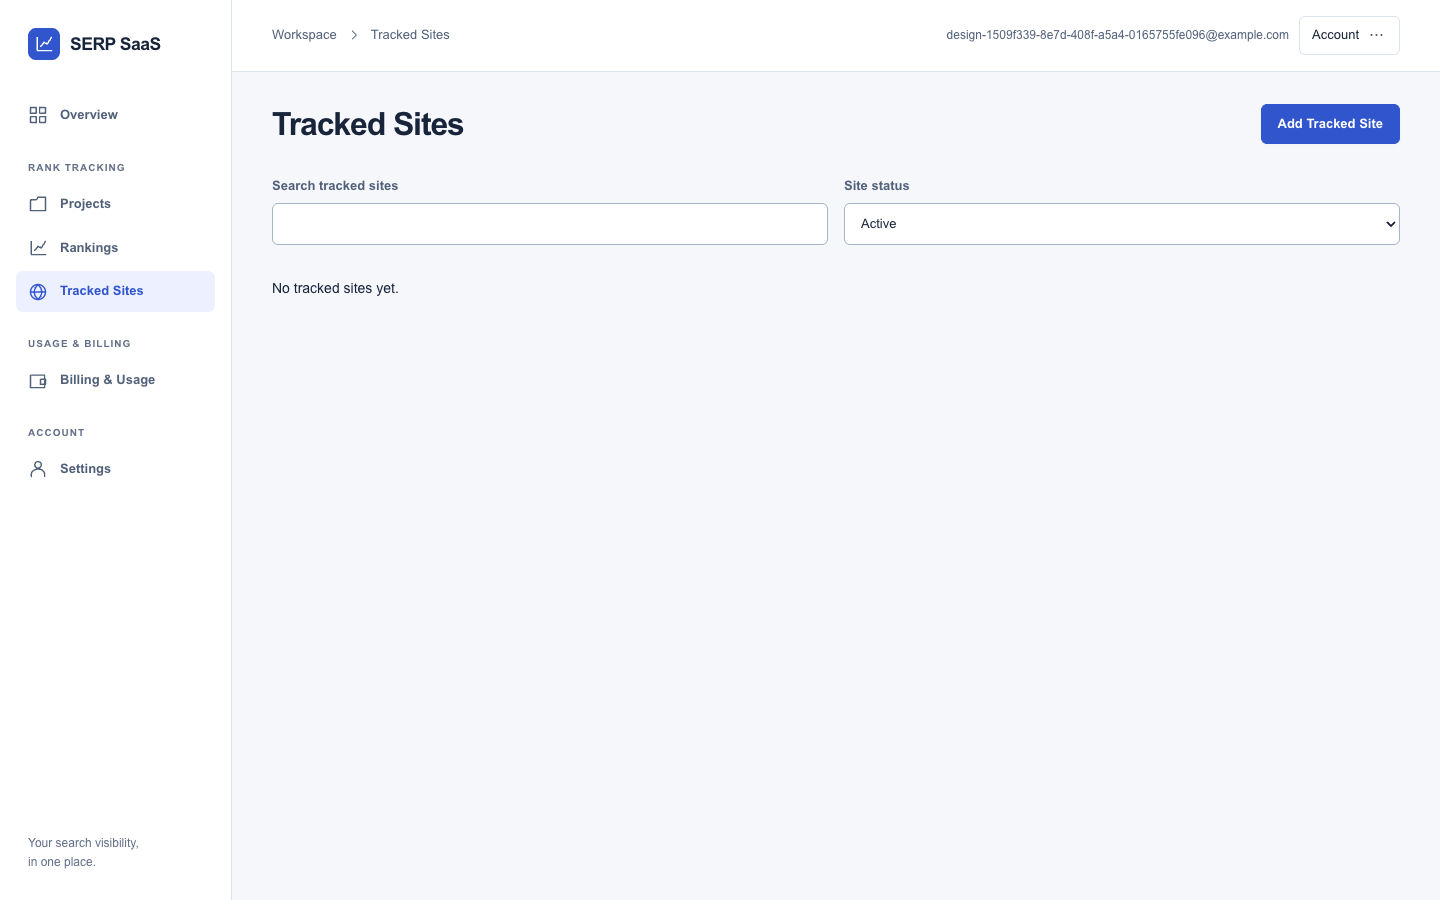 SERP SaaS
Overview
RANK TRACKING
Projects
Rankings
Tracked Sites
USAGE & BILLING
Billing & Usage
ACCOUNT
Settings
Your search visibility,
in one place.
Workspace > Tracked Sites
design-1509f339-8e7d-408f-a5a4-0165755fe096@example.com
Account ···
Tracked Sites
Add Tracked Site
Search tracked sites
Site status
Active
No tracked sites yet.